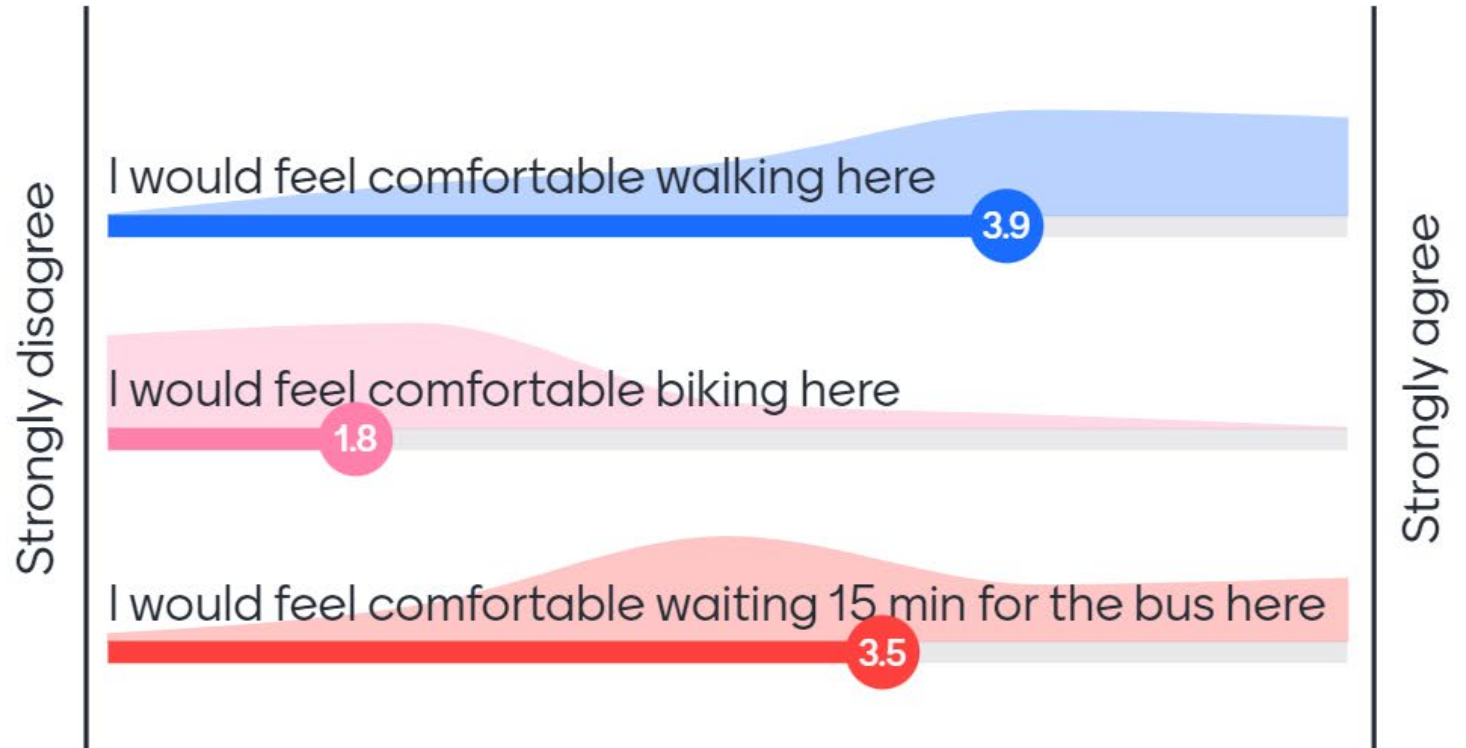 Strongly disagree
I would feel comfortable walking here
3.9
I would feel comfortable biking here
1.8
I would feel comfortable waiting 15 min for the bus here
3.5
Strongly agree